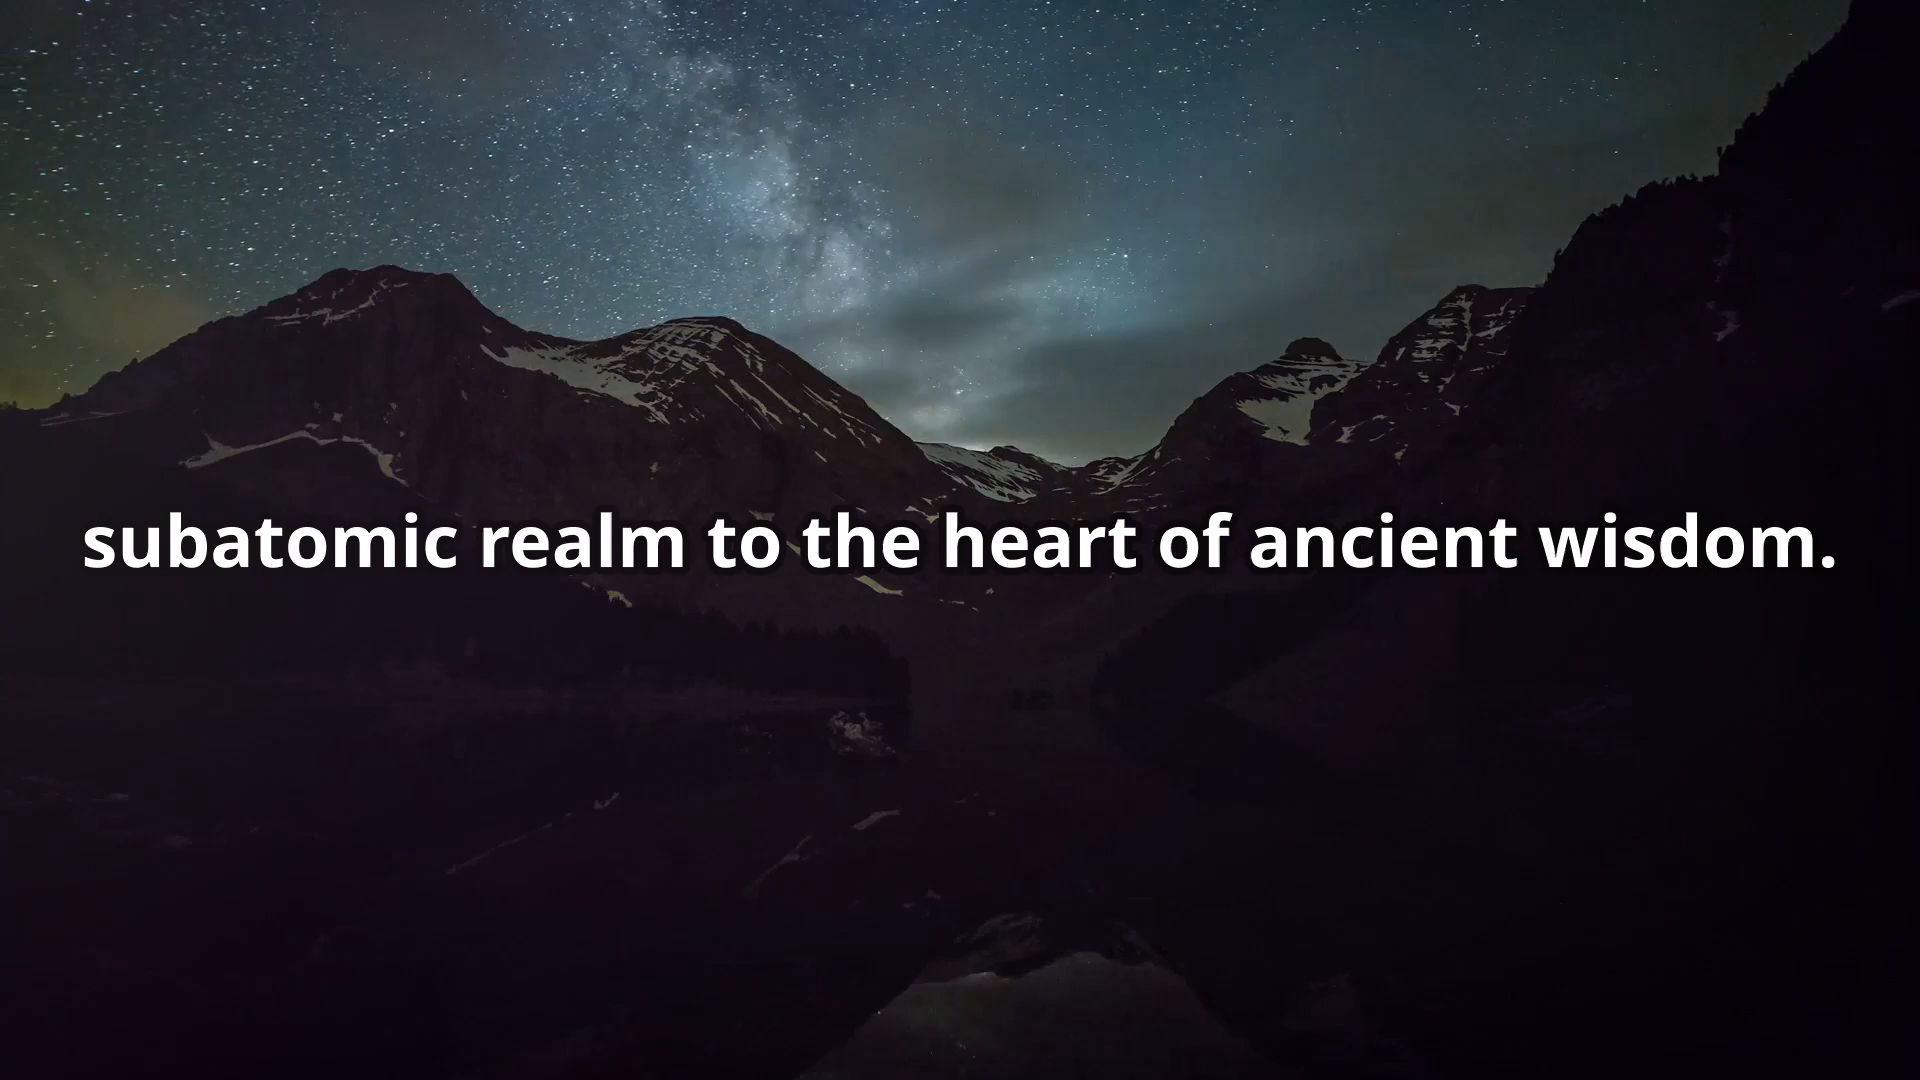 subatomic realm to the heart of ancient wisdom.